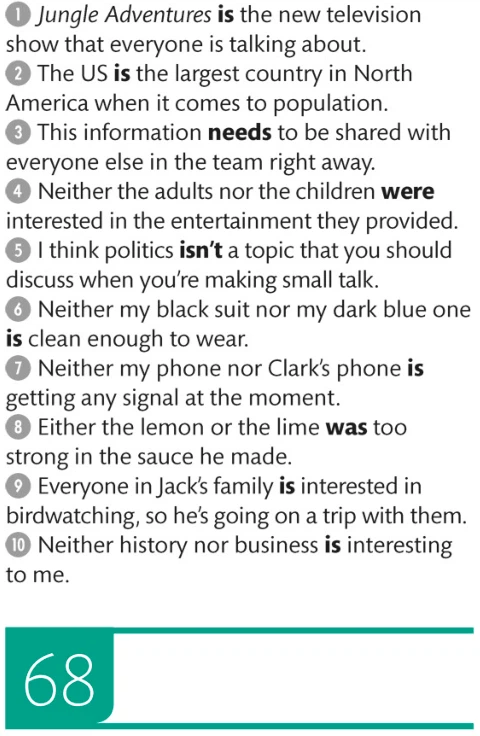 1 Jungle Adventures is the new television
show that everyone is talking about.
2 The US is the largest country in North
America when it comes to population.
3 This information needs to be shared with
everyone else in the team right away.
4 Neither the adults nor the children were
interested in the entertainment they provided.
5 I think politics isn't a topic that you should
discuss when you're making small talk.
6 Neither my black suit nor my dark blue one
is clean enough to wear.
7 Neither my phone nor Clark's phone is
getting any signal at the moment.
8 Either the lemon or the lime was too
strong in the sauce he made.
9 Everyone in Jack's family is interested in
birdwatching, so he's going on a trip with them.
10 Neither history nor business is interesting
to me.
68